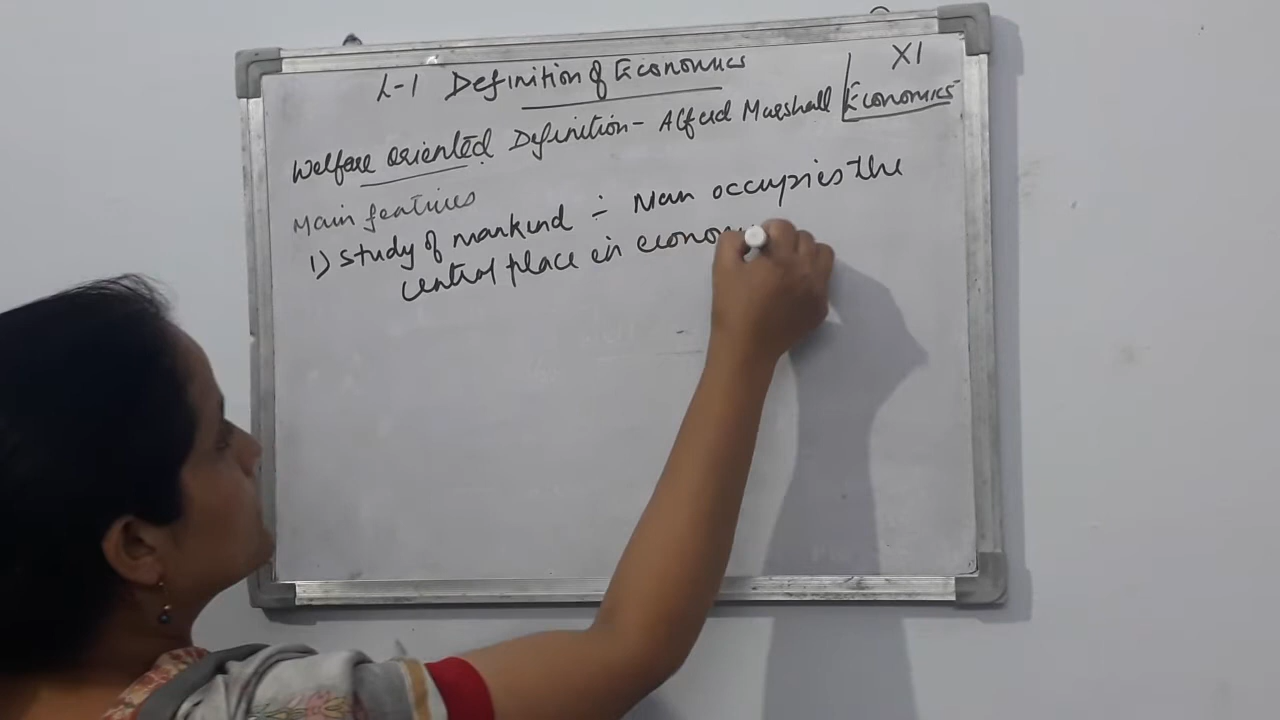 L-1 Definition of Economics
XI
Economics
Welfare oriented Definition - Alfred Marshall
Main features
1) Study of mankind ÷ Man occupies the
central place in econom